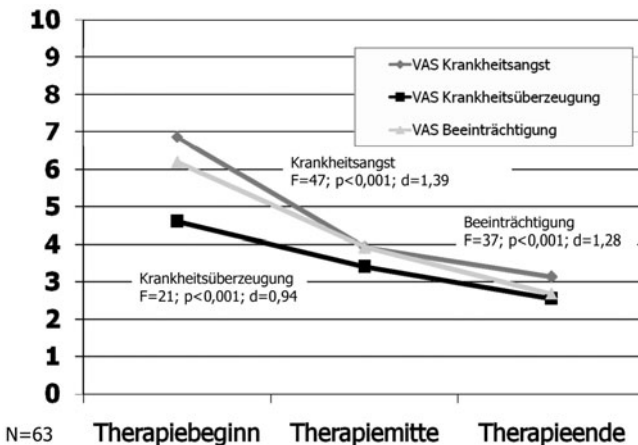 10
9
8
7
6
5
4
3
2
1
0
VAS Krankheitsangst
VAS Krankheitsüberzeugung
VAS Beeinträchtigung
Krankheitsangst
F=47; p<0,001; d=1,39
Beeinträchtigung
F=37; p<0,001; d=1,28
Krankheitsüberzeugung
F=21; p<0,001; d=0,94
N=63 Therapiebeginn Therapiemitte Therapieende